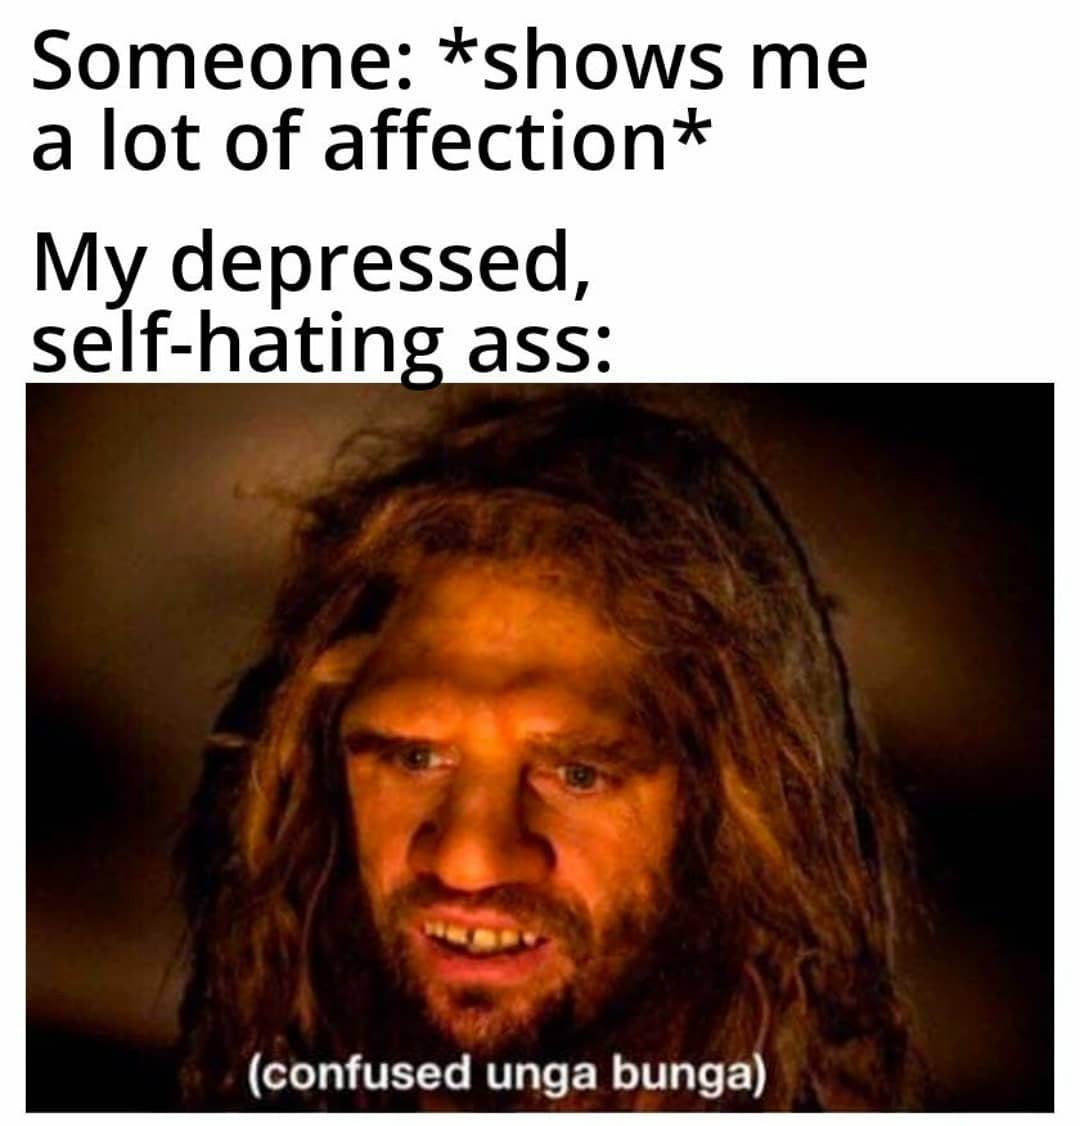 Someone: *shows me
a lot of affection*
My depressed,
self-hating ass:
(confused unga bunga)